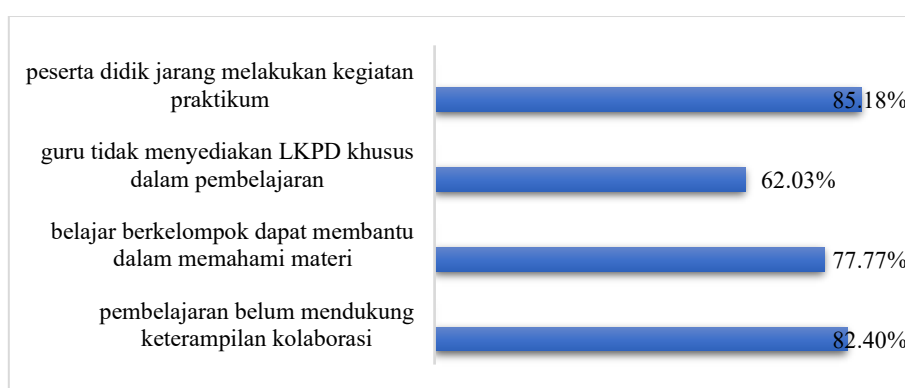 peserta didik jarang melakukan kegiatan
praktikum
85.18%
guru tidak menyediakan LKPD khusus
dalam pembelajaran
62.03%
belajar berkelompok dapat membantu
dalam memahami materi
77.77%
pembelajaran belum mendukung
keterampilan kolaborasi
82.40%